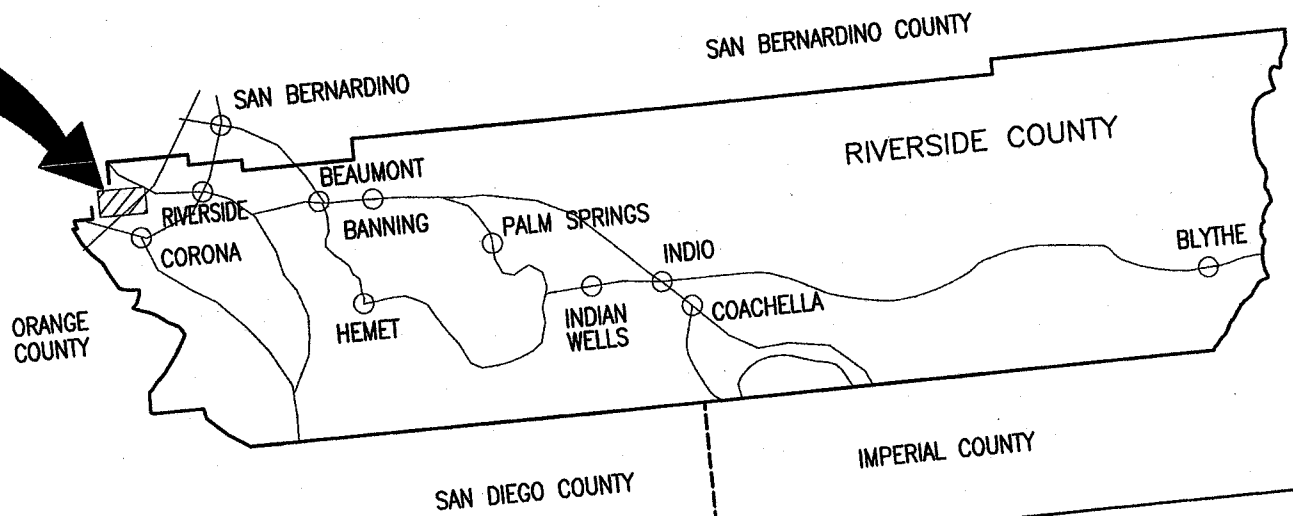 SAN BERNARDINO COUNTY
SAN BERNARDINO
RIVERSIDE COUNTY
BEAUMONT
RIVERSIDE
BANNING
PALM SPRINGS
CORONA
INDIO
BLYTHE
ORANGE
COUNTY
HEMET
INDIAN
WELLS
COACHELLA
SAN DIEGO COUNTY
IMPERIAL COUNTY